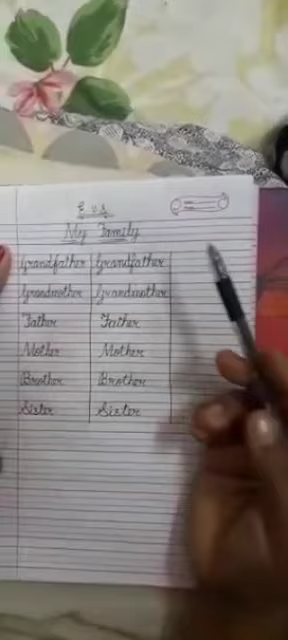 E.V.S
My Family
Grandfather Grandfather
Grandmother Grandmother
Father Father
Mother Mother
Brother Brother
Sister Sister